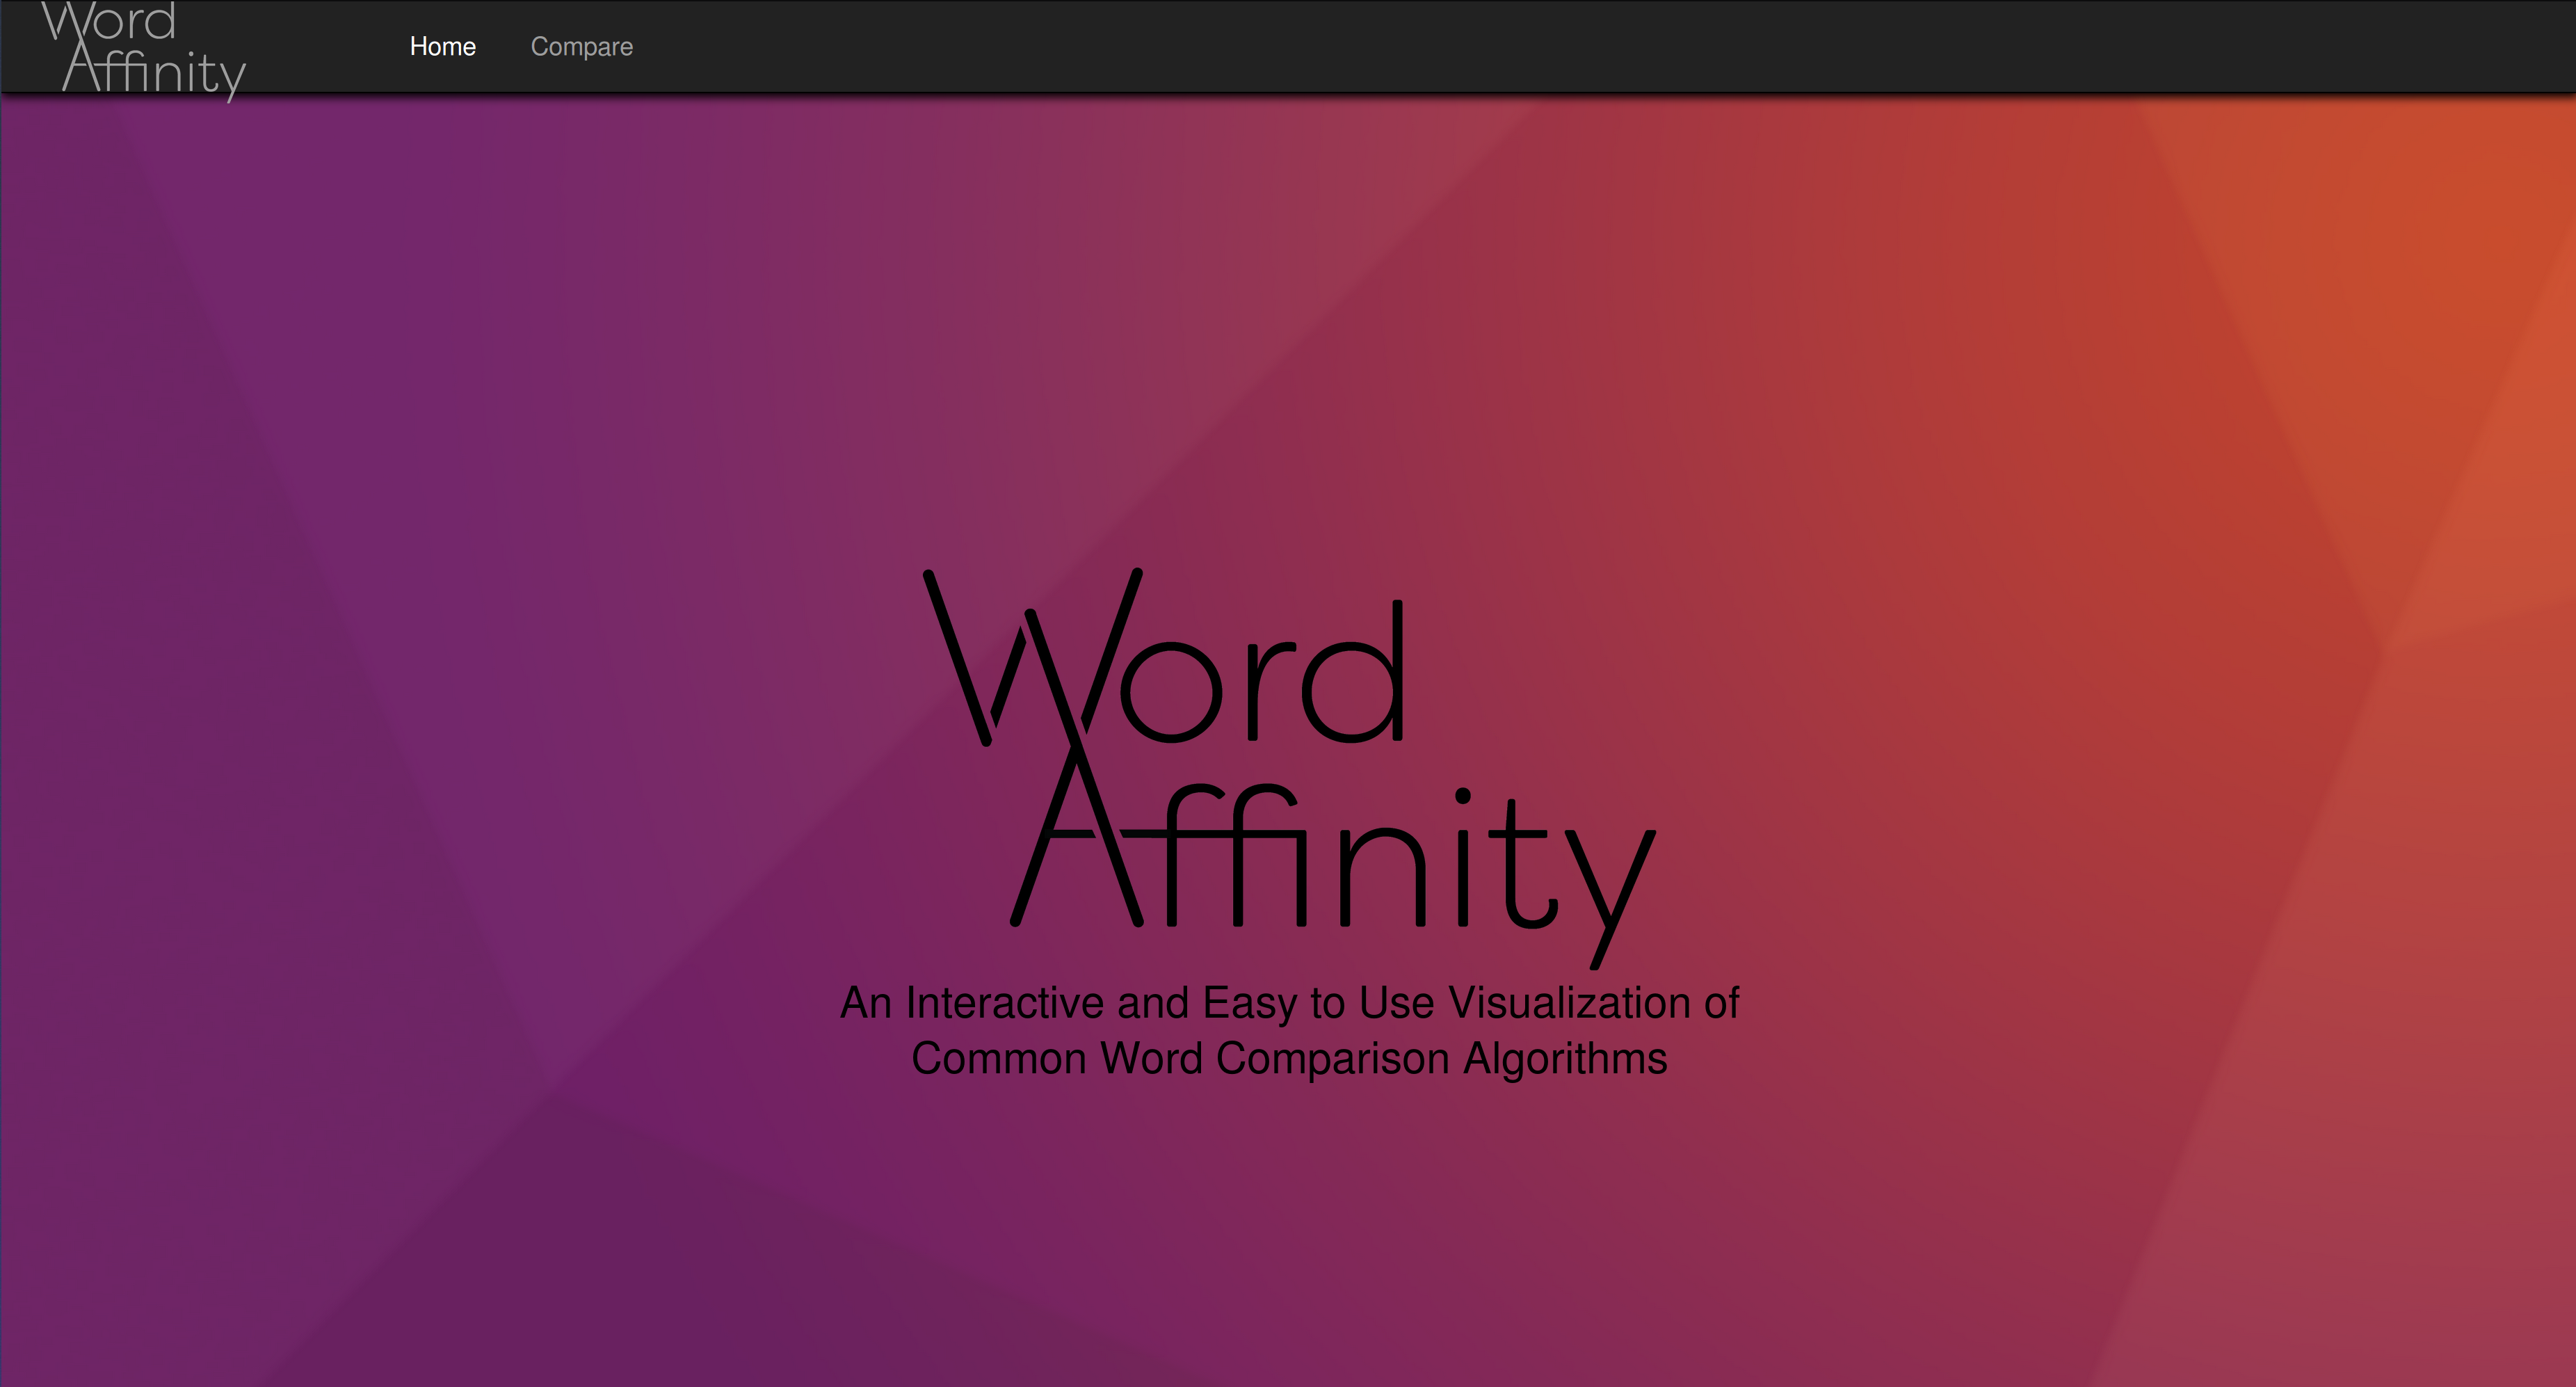 Word
Affinity
Home
Compare
Word
Affinity
An Interactive and Easy to Use Visualization of
Common Word Comparison Algorithms